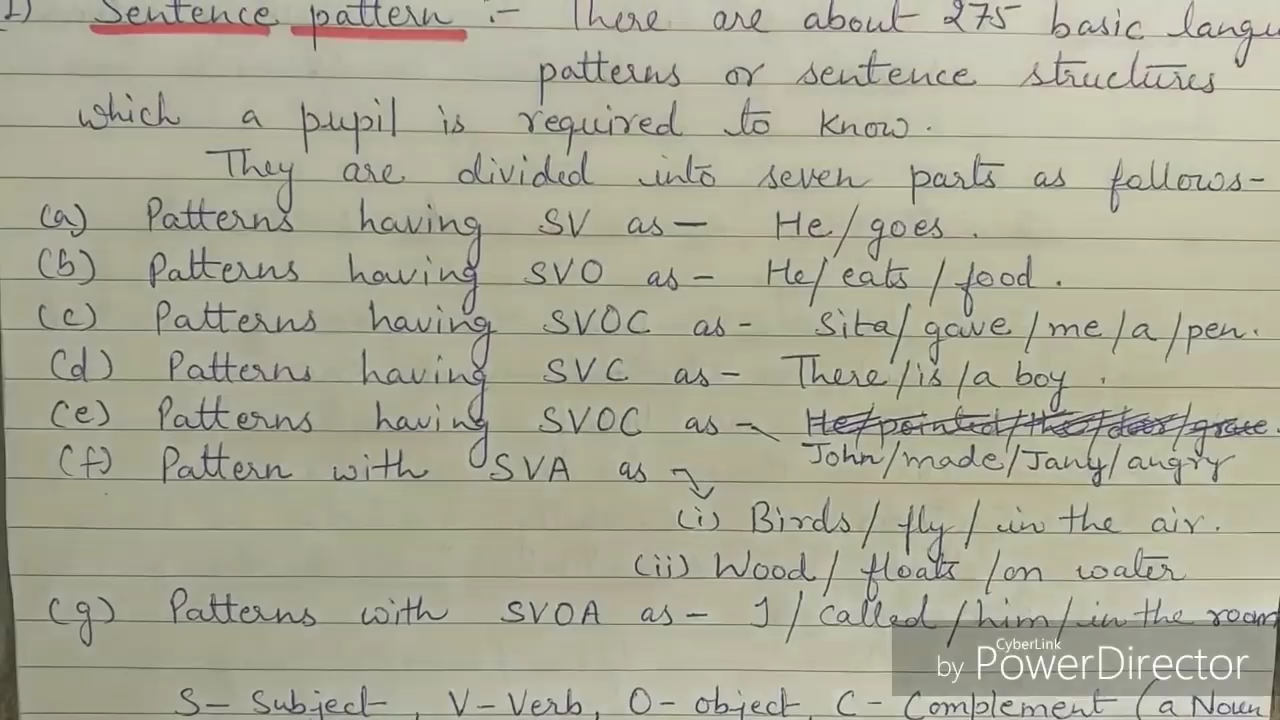 1) Sentence pattern :- There are about 275 basic langu
patterns or sentence structures
which a pupil is required to know.
They are divided into seven parts as follows-
(a) Patterns having SV as — He/goes.
(b) Patterns having SVO as - He/eats/food.
(c) Patterns having SVOC as - Sita/gave/me/a/pen.
(d) Patterns having SVC as - There/is/a boy.
(e) Patterns having SVOC as -
John/made/Jany/angry
(f) Pattern with SVA as
(i) Birds/fly/in the air.
(ii) Wood/floats/on water
(g) Patterns with SVOA as - I/called/him/in the room
CyberLink
by PowerDirector
S- Subject, V-Verb, O-object, C- Complement (a Noun